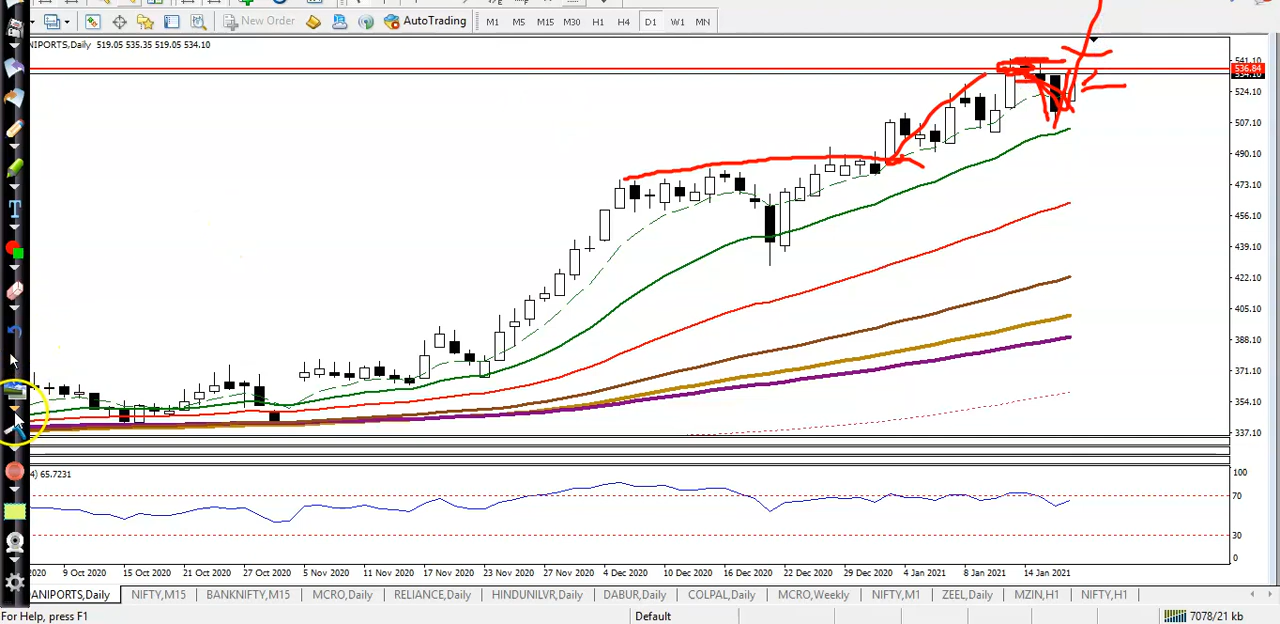 New Order
AutoTrading
M1 M5 M15 M30 H1 H4 D1 W1 MN
NIPORTS,Daily 519.05 535.35 519.05 534.10
541.10
536.84
534.10
524.10
507.10
490.10
473.10
456.10
439.10
422.10
405.10
388.10
371.10
354.10
337.10
4) 65.7231
100
70
30
0
2020 9 Oct 2020 15 Oct 2020 21 Oct 2020 27 Oct 2020 5 Nov 2020 11 Nov 2020 17 Nov 2020 23 Nov 2020 27 Nov 2020 4 Dec 2020 10 Dec 2020 16 Dec 2020 22 Dec 2020 29 Dec 2020 4 Jan 2021 8 Jan 2021 14 Jan 2021
DANIPORTS,Daily NIFTY,M15 BANKNIFTY,M15 MCRO,Daily RELIANCE,Daily HINDUNILVR,Daily DABUR,Daily COLPAL,Daily MCRO,Weekly NIFTY,M1 ZEEL,Daily MZIN,H1 NIFTY,H1
For Help, press F1 Default 7078/21 kb